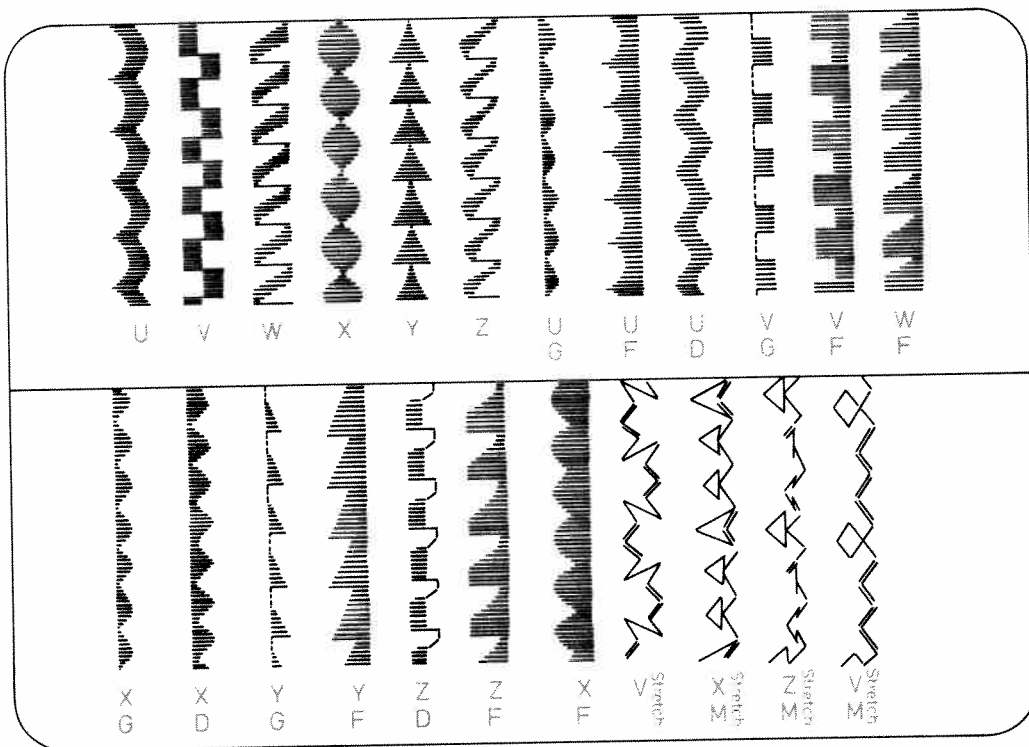 U V W X Y Z U U U V V W
G F D G F F
X X Y Y Z Z X V Stretch X Stretch Z Stretch V Stretch
G D G F D F F M M M